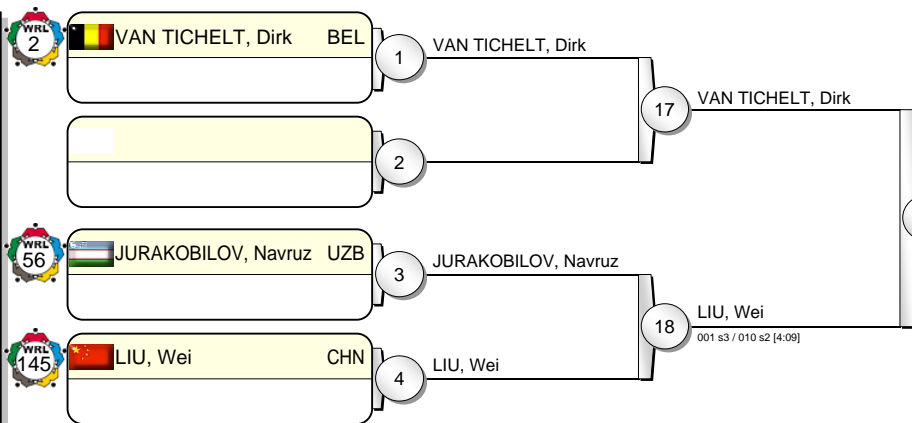 WRL
2
VAN TICHELT, Dirk BEL
1
VAN TICHELT, Dirk
17
VAN TICHELT, Dirk
2
WRL
56
JURAKOBILOV, Navruz UZB
3
JURAKOBILOV, Navruz
18
LIU, Wei
001 s3 / 010 s2 [4:09]
WRL
145
LIU, Wei CHN
4
LIU, Wei